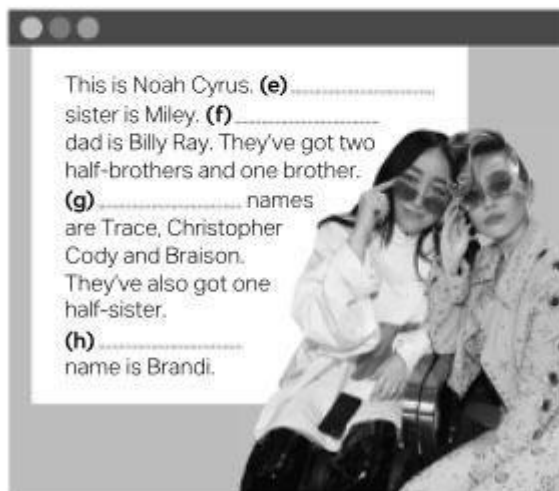 This is Noah Cyrus. (e) ........................
sister is Miley. (f) ........................
dad is Billy Ray. They've got two
half-brothers and one brother.
(g) ........................ names
are Trace, Christopher
Cody and Braison.
They've also got one
half-sister.
(h) ........................
name is Brandi.